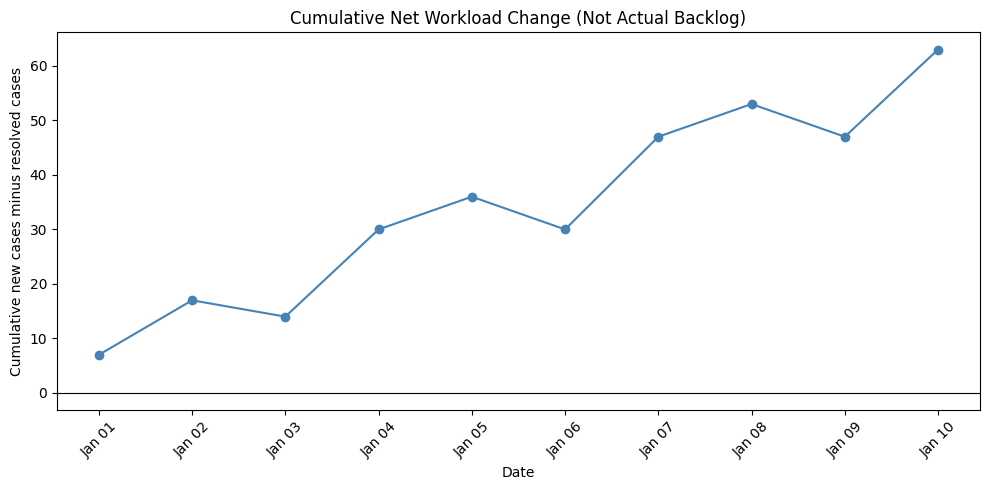 Cumulative Net Workload Change (Not Actual Backlog)
Cumulative new cases minus resolved cases
60
50
40
30
20
10
0
Jan 01
Jan 02
Jan 03
Jan 04
Jan 05
Jan 06
Jan 07
Jan 08
Jan 09
Jan 10
Date